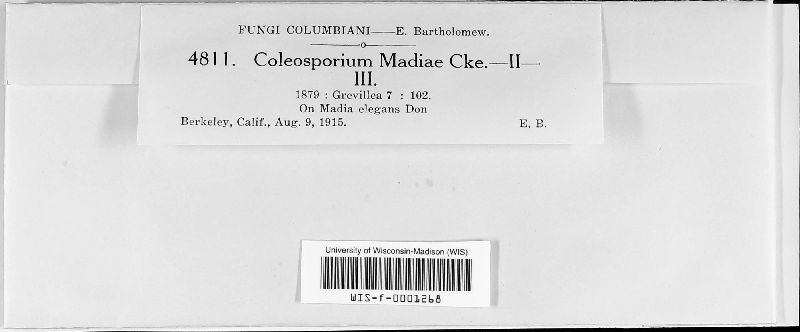 FUNGI COLUMBIANI——E. Bartholomew.
4811. Coleosporium Madiae Cke.—II—
III.
1879 : Grevillea 7 : 102.
On Madia elegans Don
Berkeley, Calif., Aug. 9, 1915. E. B.
University of Wisconsin-Madison (WIS)
WIS-f-0001268